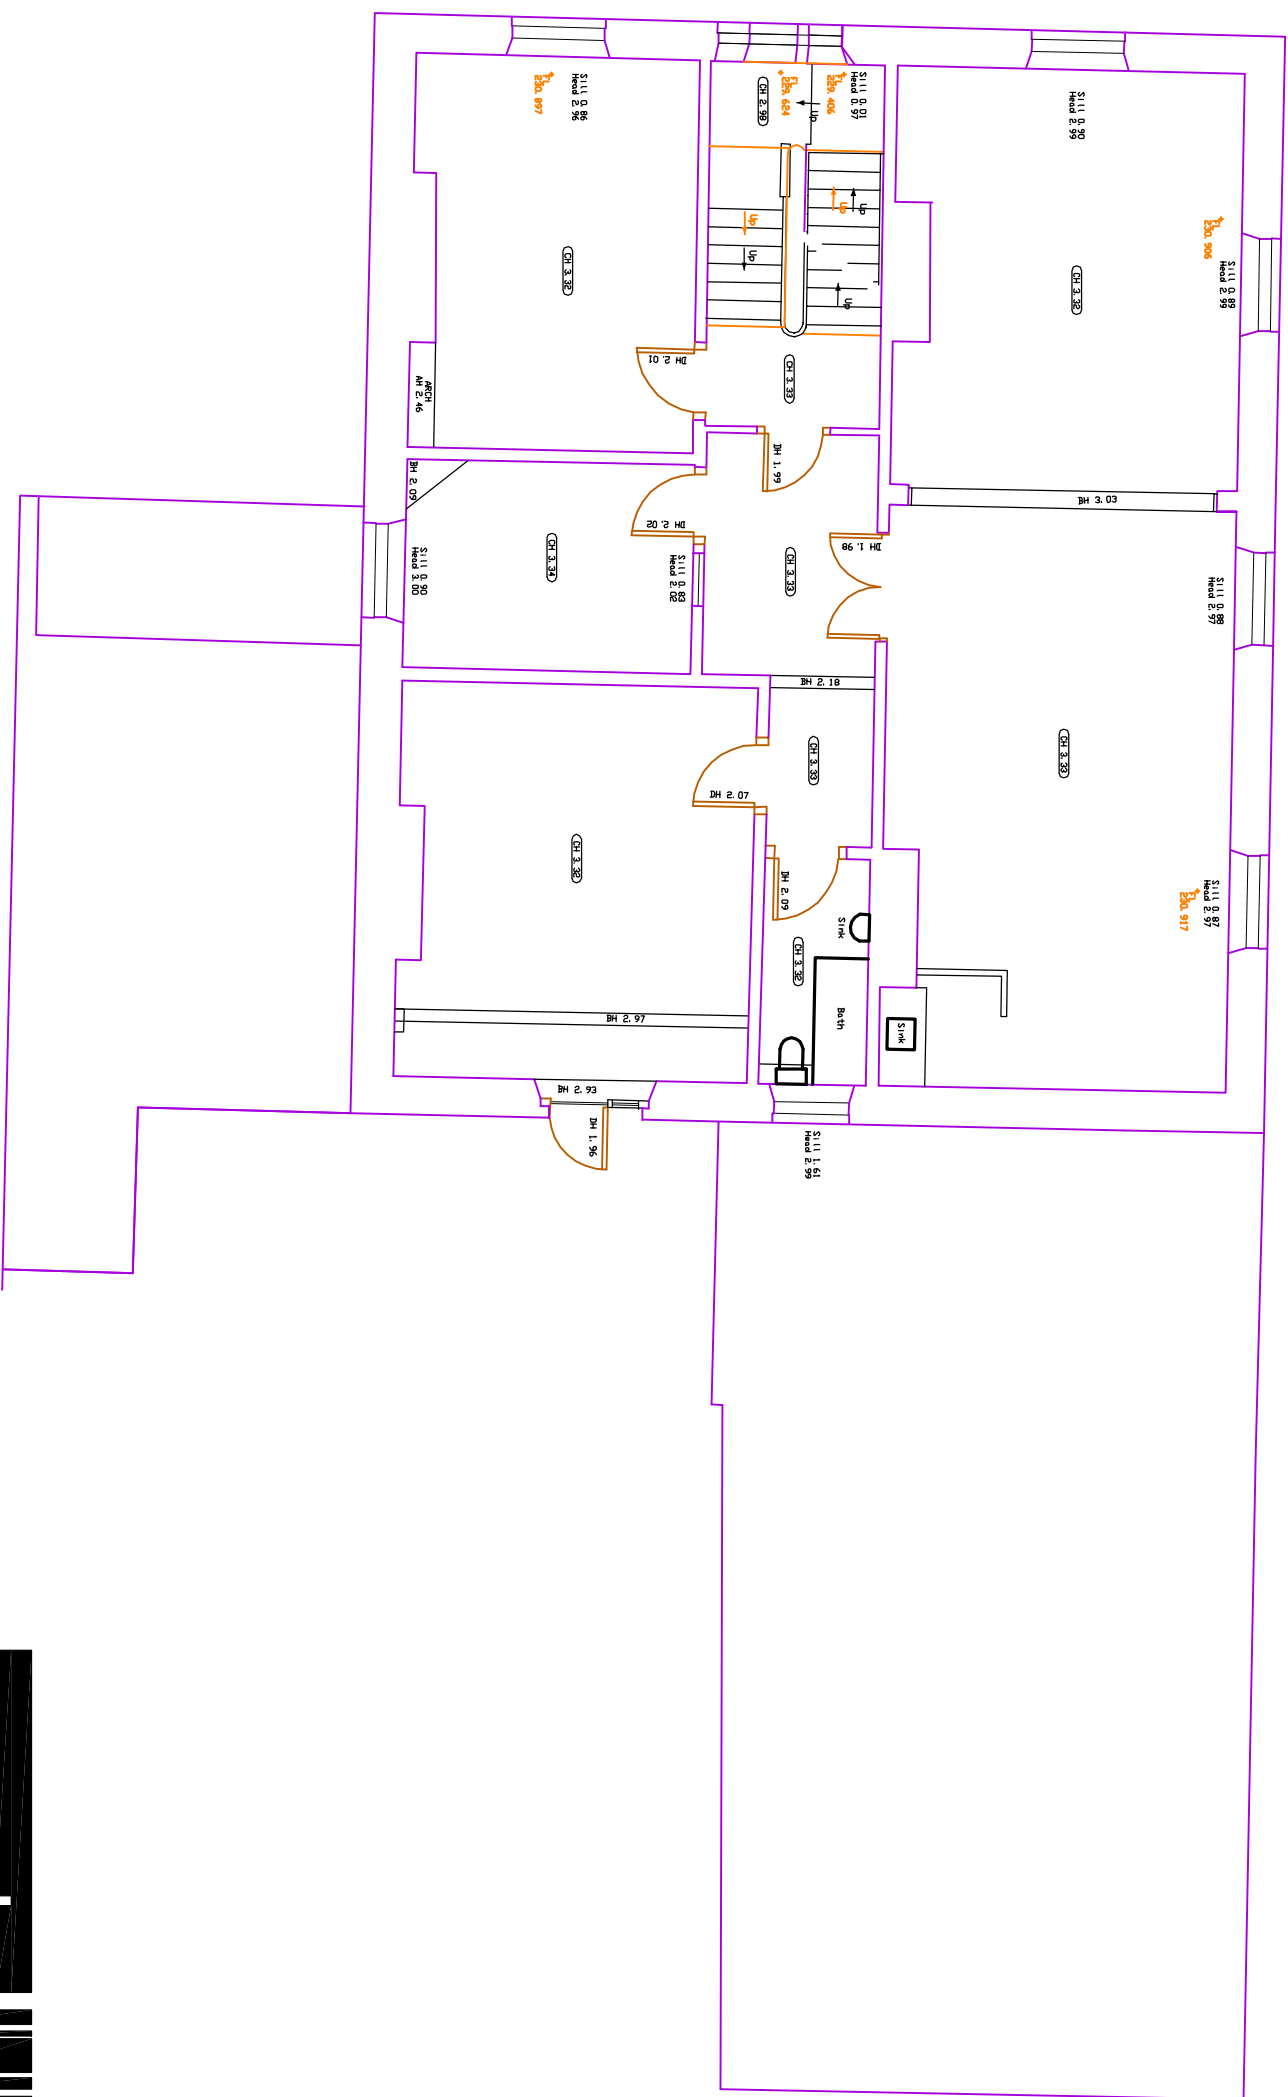 Sill 0.86
Head 2.96
FL
230.897
CH 2.98
FL
229.624
Up
FL
229.406
Sill 0.01
Head 0.97
Sill 0.90
Head 2.99
FL
230.906
Sill 0.89
Head 2.99
Up
Up
Up
Up
Up
CH 3.32
CH 3.32
DH 2.01
CH 3.33
ARCH
AH 2.46
BH 2.09
DH 1.99
BH 3.03
DH 2.02
DH 1.98
Sill 0.90
Head 3.00
CH 3.34
Sill 0.83
Head 2.02
CH 3.33
Sill 0.88
Head 2.97
BH 2.18
CH 3.33
CH 3.33
DH 2.07
CH 3.32
DH 2.09
Sink
CH 3.32
Sill 0.87
Head 2.97
FL
230.917
BH 2.97
Bath
Sink
BH 2.93
DH 1.96
Sill 1.61
Head 2.99